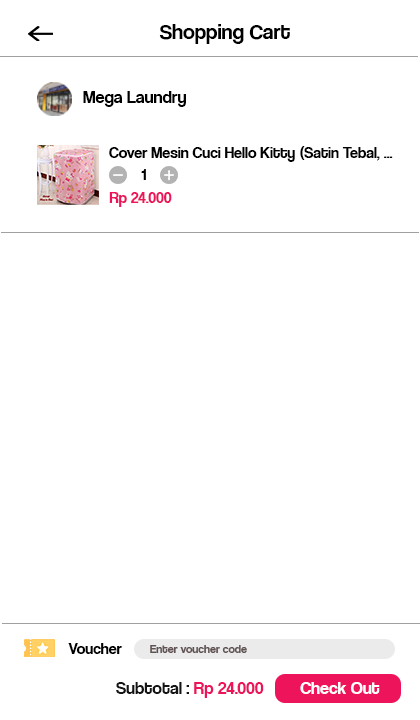 Shopping Cart
Mega Laundry
Cover Mesin Cuci Hello Kitty (Satin Tebal, ...
1
Rp 24.000
Voucher
Enter voucher code
Subtotal : Rp 24.000
Check Out